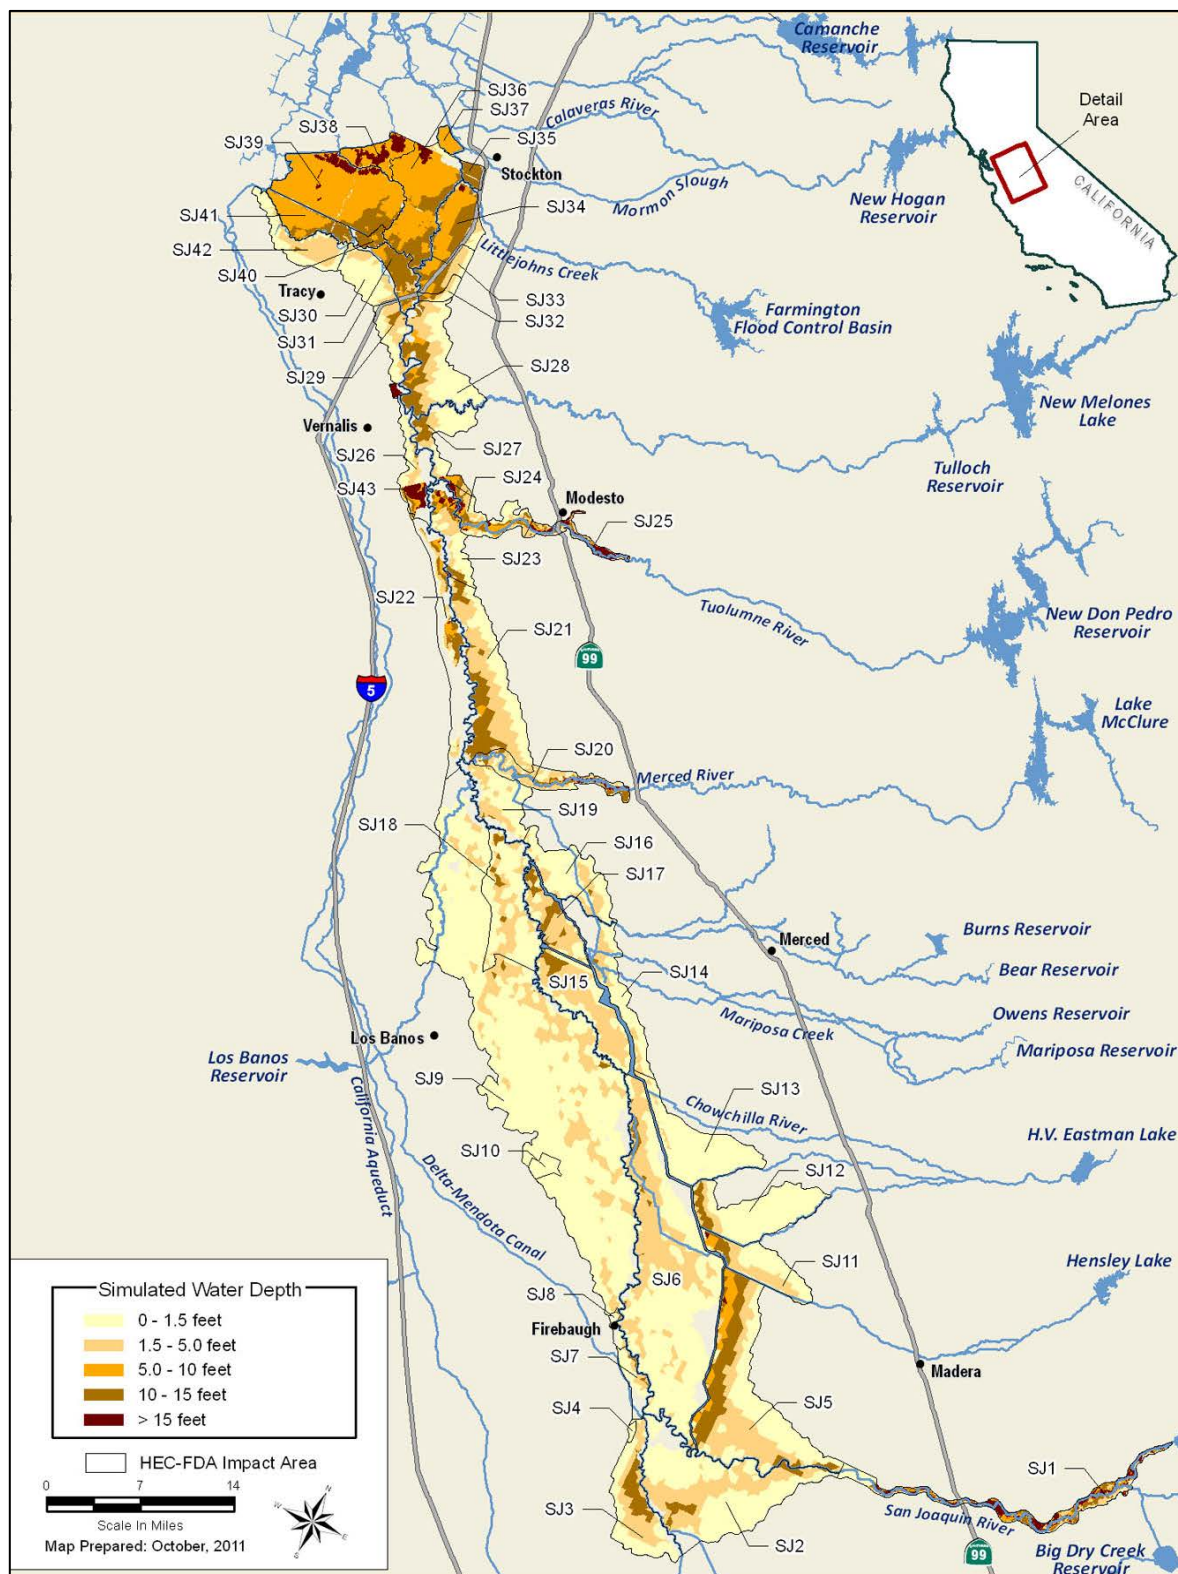 Camanche
Reservoir
SJ36
SJ37
Calaveras River
SJ38
SJ35
SJ39
Stockton
Detail
Area
CALIFORNIA
New Hogan
Reservoir
Mormon Slough
SJ41
SJ34
SJ42
Littlejohns Creek
SJ40
Tracy
SJ33
SJ30
SJ32
Farmington
Flood Control Basin
SJ31
SJ29
SJ28
New Melones
Lake
Vernalis
SJ27
Tulloch
Reservoir
SJ26
SJ24
SJ43
Modesto
SJ25
SJ23
SJ22
Tuolumne River
New Don Pedro
Reservoir
SJ21
99
5
Lake
McClure
SJ20
Merced River
SJ19
SJ18
SJ16
SJ17
Burns Reservoir
Merced
Bear Reservoir
SJ14
SJ15
Owens Reservoir
Mariposa Creek
Mariposa Reservoir
Los Banos
Los Banos
Reservoir
SJ9
California Aqueduct
SJ13
Chowchilla River
H.V. Eastman Lake
SJ10
SJ12
Delta-Mendota Canal
SJ11
Hensley Lake
SJ6
SJ8
Firebaugh
SJ7
Madera
SJ4
SJ5
SJ1
SJ3
San Joaquin River
SJ2
99
Big Dry Creek
Reservoir
Simulated Water Depth
0 - 1.5 feet
1.5 - 5.0 feet
5.0 - 10 feet
10 - 15 feet
> 15 feet
HEC-FDA Impact Area
0 7 14
Scale In Miles
N
E
S
W
Map Prepared: October, 2011